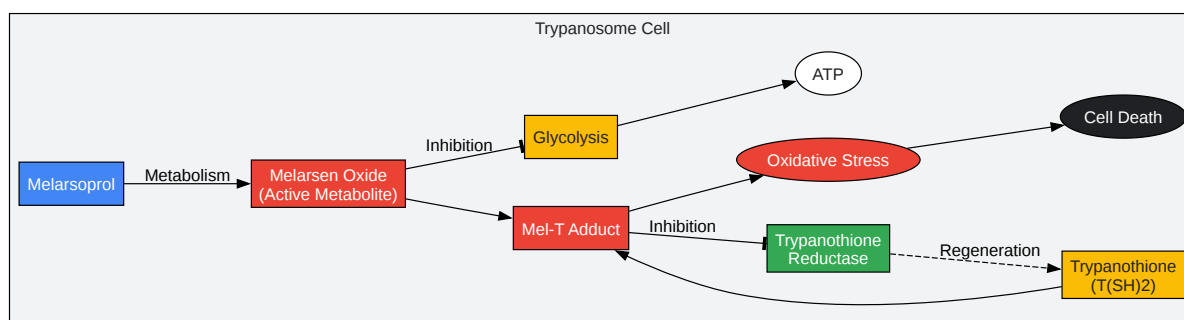 Trypanosome Cell
ATP
Cell Death
Inhibition
Glycolysis
Oxidative Stress
Melarsoprol
Metabolism
Melarsen Oxide
(Active Metabolite)
Mel-T Adduct
Inhibition
Trypanothione
Reductase
Regeneration
Trypanothione
(T(SH)2)